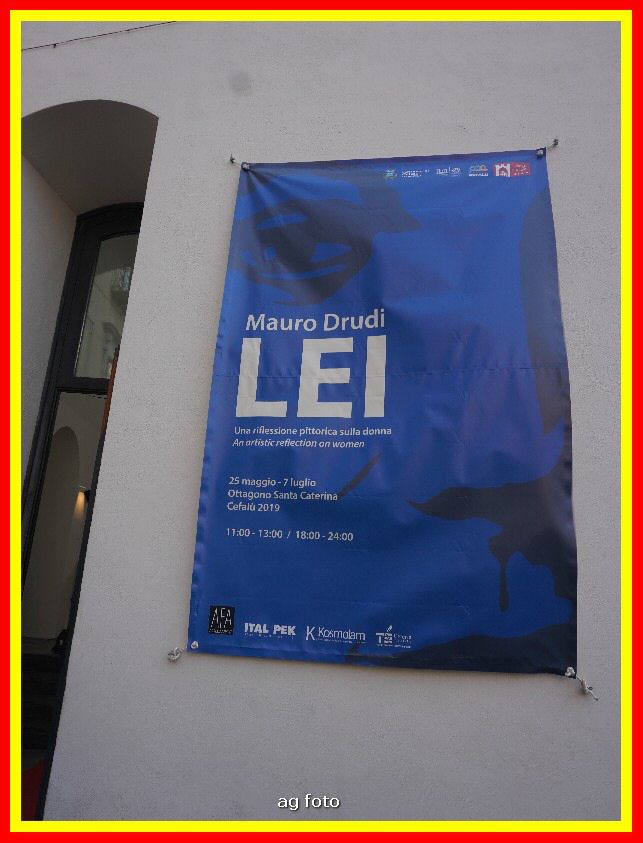 Mauro Drudi
LEI
Una riflessione pittorica sulla donna
An artistic reflection on women
25 maggio - 7 luglio
Ottagono Santa Caterina
Cefalù 2019
11:00 - 13:00 / 18:00 - 24:00
AFA
ITAL PEK
Kosmolam
ag foto